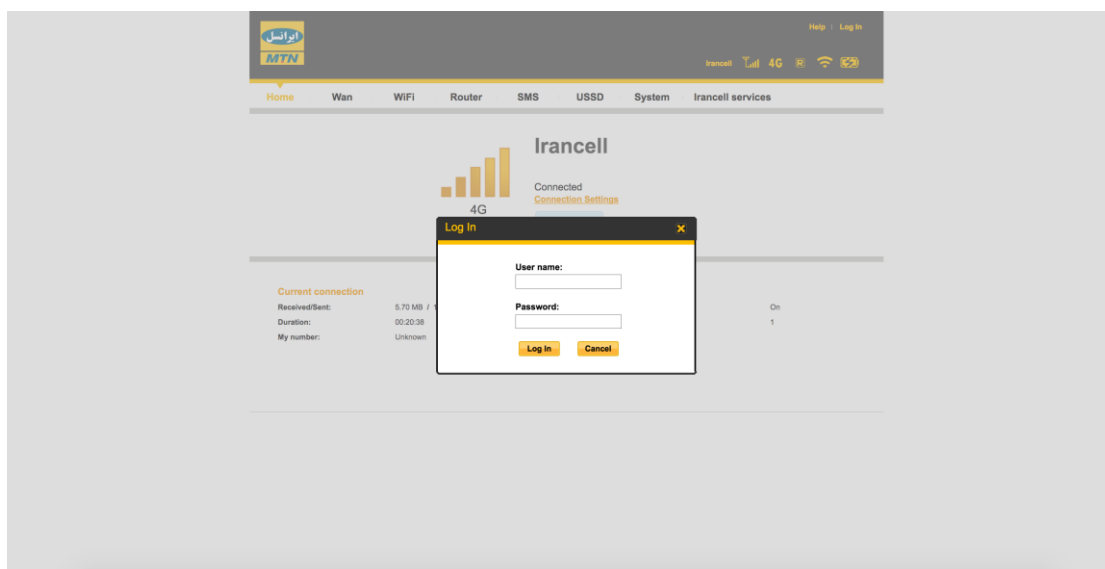 ایرانسل
MTN
Help | Log In
Irancell 4G R
Home Wan WiFi Router SMS USSD System Irancell services
Irancell
Connected
Connection Settings
4G
Log In
User name:
Password:
Log In Cancel
Current connection
Received/Sent: 5.70 MB / On
Duration: 00:20:38 1
My number: Unknown